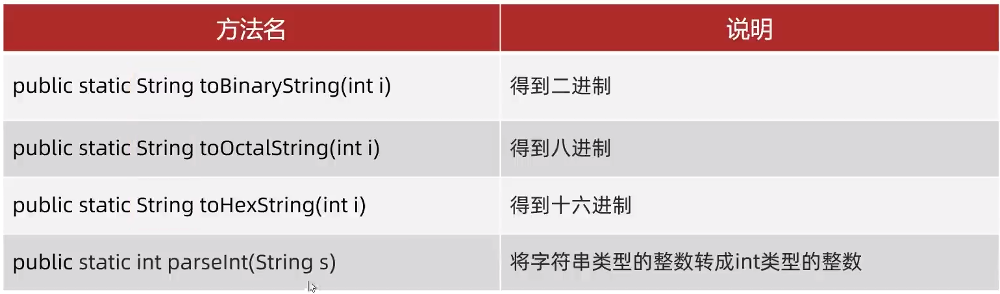 方法名 说明
public static String toBinaryString(int i) 得到二进制
public static String toOctalString(int i) 得到八进制
public static String toHexString(int i) 得到十六进制
public static int parseInt(String s) 将字符串类型的整数转成int类型的整数